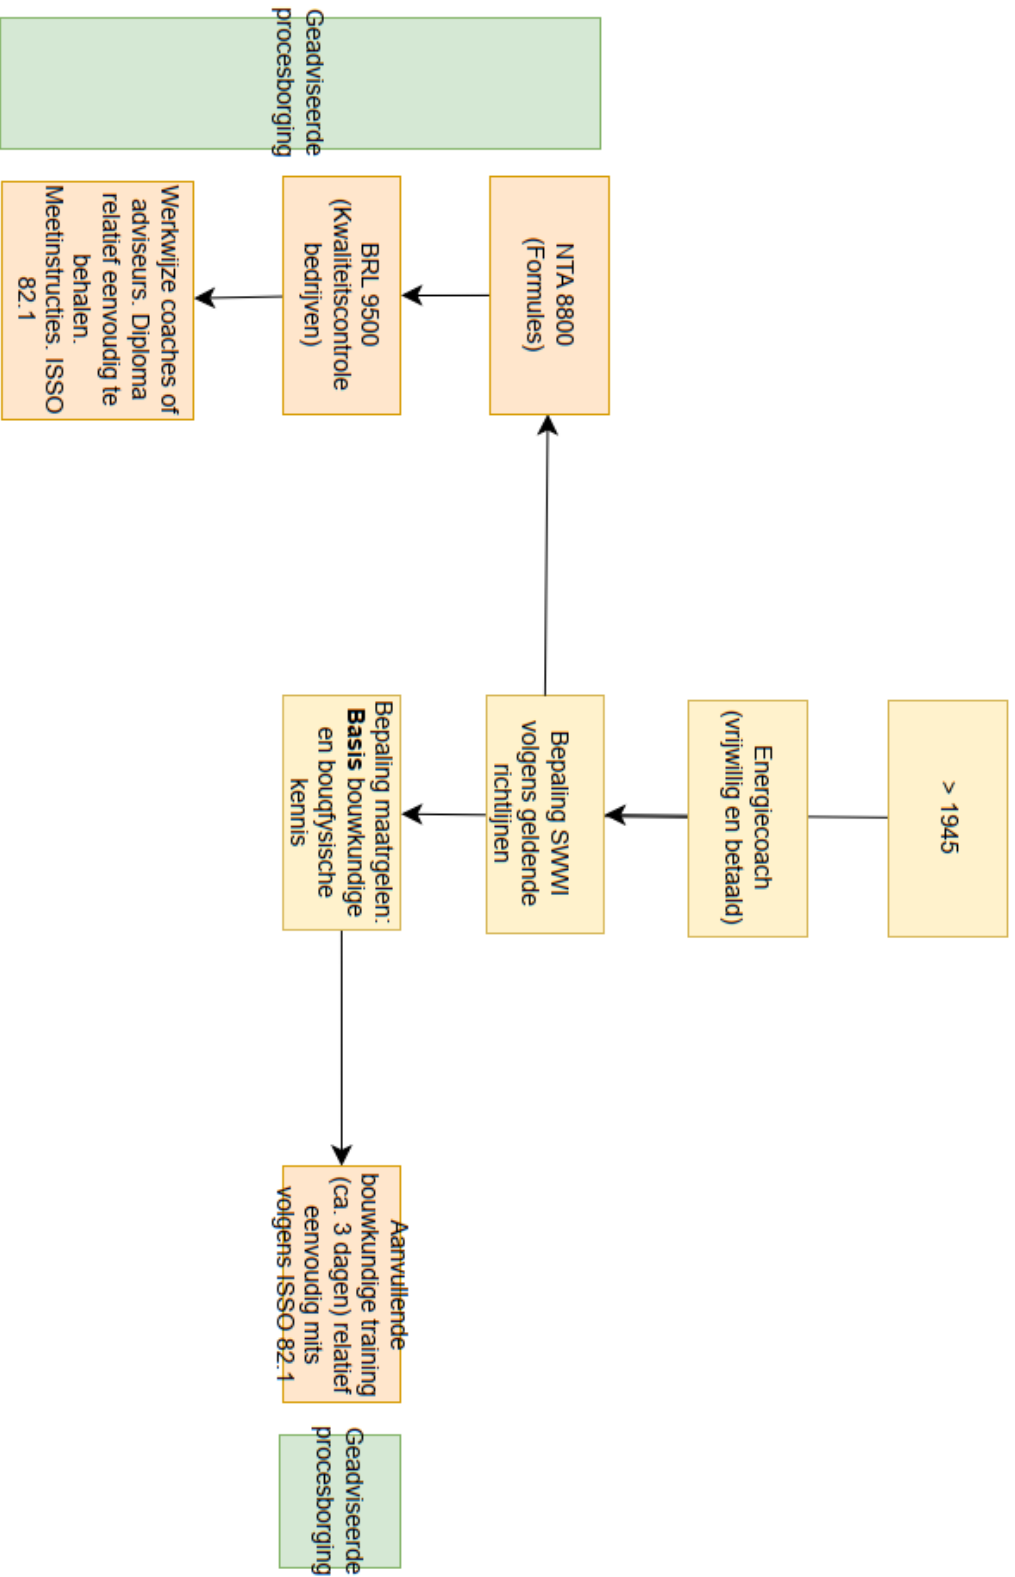 > 1945
Energiecoach
(vrijwillig en betaald)
Geadviseerde
procesborging
NTA 8800
(Formules)
Bepaling SWWI
volgens geldende
richtlijnen
BRL 9500
(Kwaliteitscontrole
bedrijven)
Bepaling maatrgelen:
Basis bouwkundige
en bouqfysische
kennis
Aanvullende
bouwkundige training
(ca. 3 dagen) relatief
eenvoudig mits
volgens ISSO 82.1
Geadviseerde
procesborging
Werkwijze coaches of
adviseurs. Diploma
relatief eenvoudig te
behalen.
Meetinstructies. ISSO
82.1